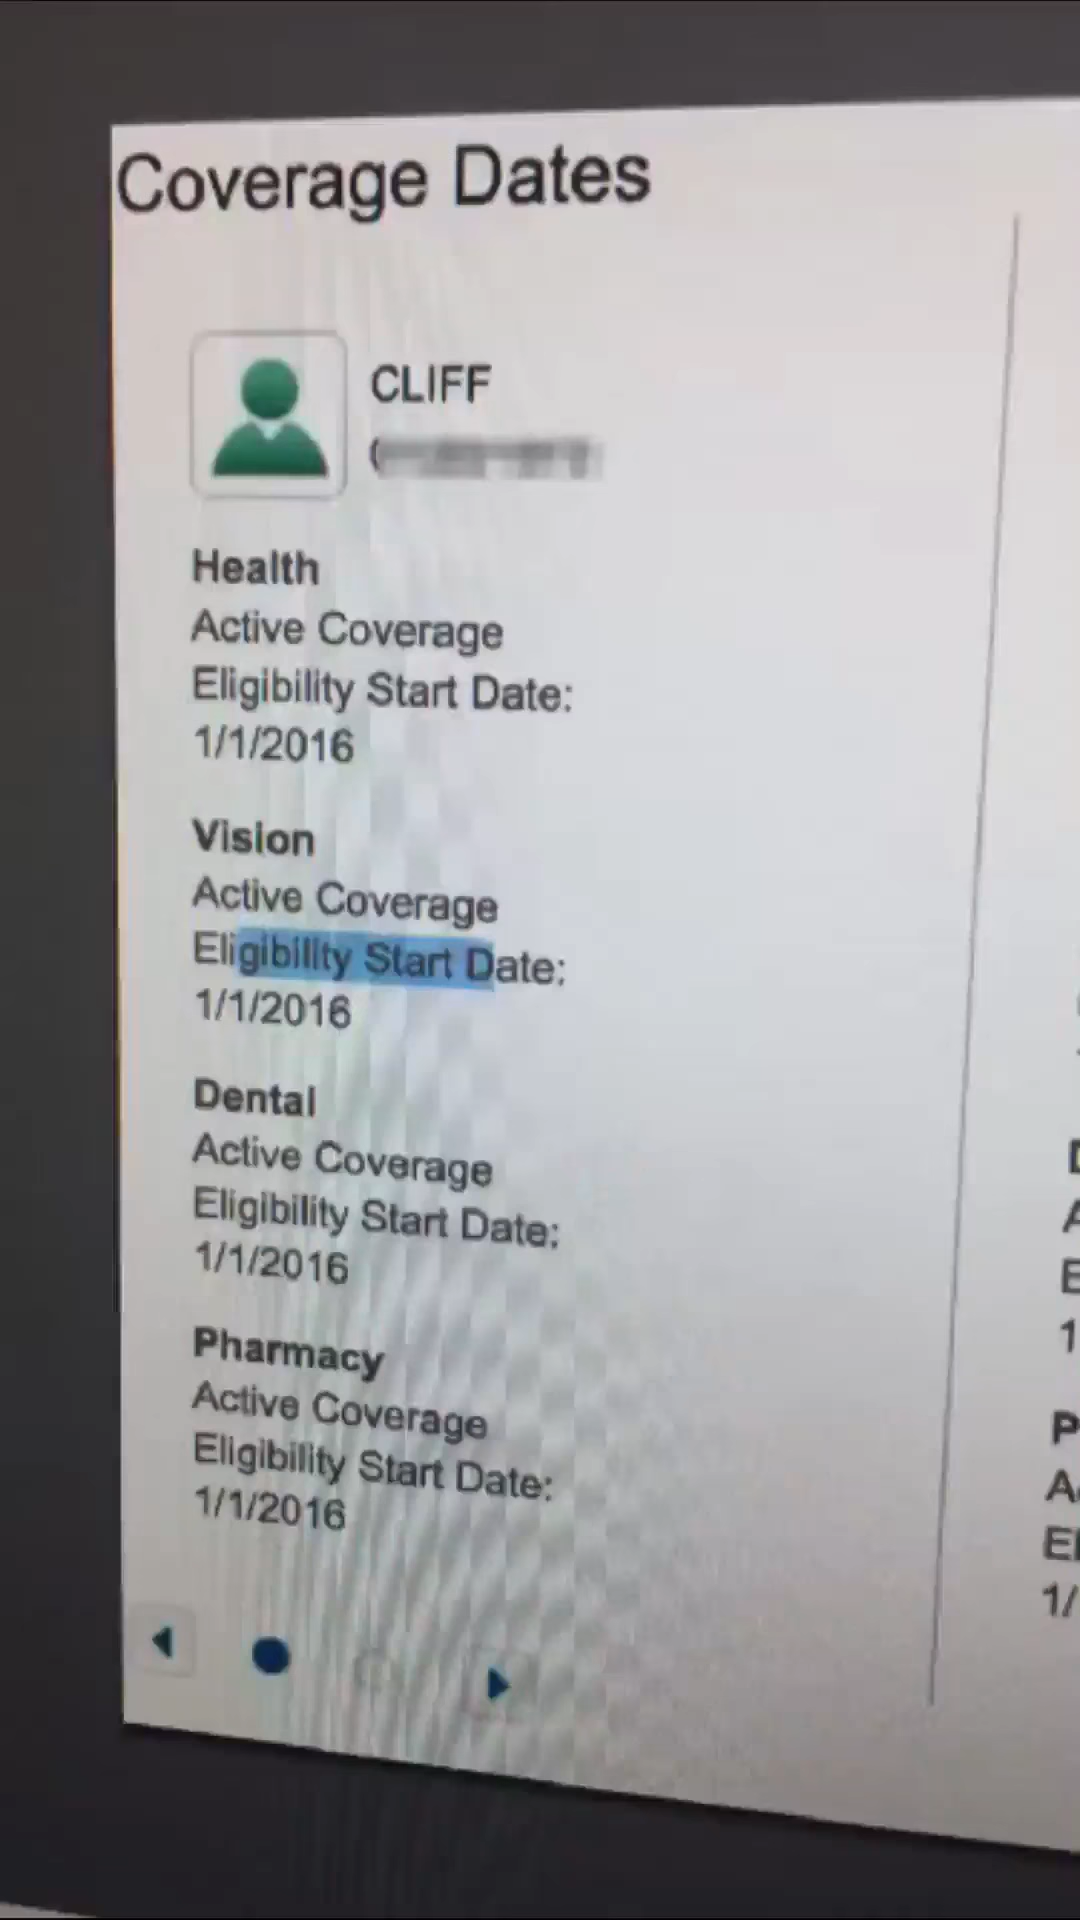 Coverage Dates
CLIFF
Health
Active Coverage
Eligibility Start Date:
1/1/2016
Vision
Active Coverage
Eligibility Start Date:
1/1/2016
Dental
Active Coverage
Eligibility Start Date:
1/1/2016
Pharmacy
Active Coverage
Eligibility Start Date:
1/1/2016